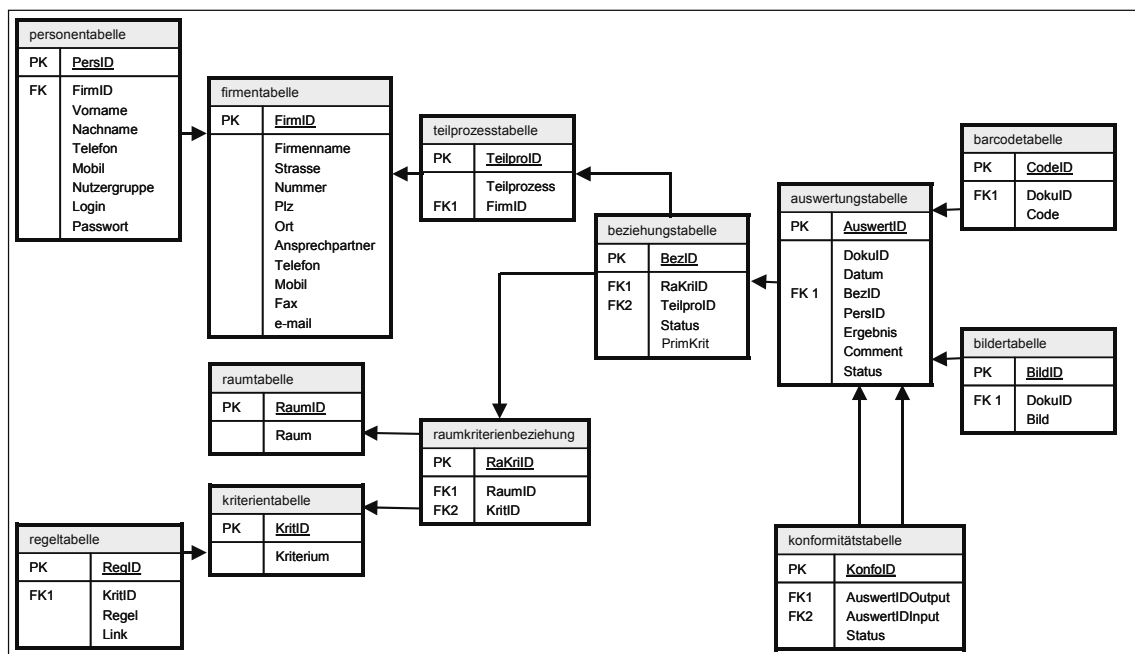 personentabelle
PK PersID
FK FirmID
Vorname
Nachname
Telefon
Mobil
Nutzergruppe
Login
Passwort
firmentabelle
PK FirmID
Firmenname
Strasse
Nummer
Plz
Ort
Ansprechpartner
Telefon
Mobil
Fax
e-mail
teilprozesstabelle
PK TeilproID
Teilprozess
FK1 FirmID
beziehungstabelle
PK BezID
FK1 RaKriID
FK2 TeilproID
Status
PrimKrit
auswertungstabelle
PK AuswertID
DokuID
Datum
FK 1 BezID
PersID
Ergebnis
Comment
Status
barcodetabelle
PK CodeID
FK1 DokuID
Code
bildertabelle
PK BildID
FK 1 DokuID
Bild
raumtabelle
PK RaumID
Raum
raumkriterienbeziehung
PK RaKriID
FK1 RaumID
FK2 KritID
kriterientabelle
PK KritID
Kriterium
regeltabelle
PK RegID
FK1 KritID
Regel
Link
konformitätstabelle
PK KonfoID
FK1 AuswertIDOutput
FK2 AuswertIDInput
Status